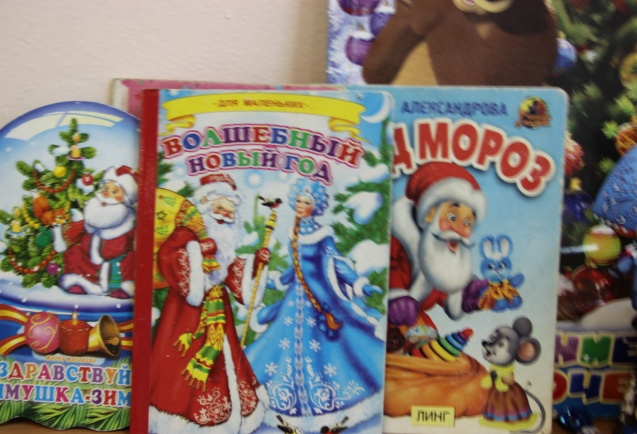 ДЛЯ МАЛЕНЬКИХ
ВОЛШЕБНЫЙ
НОВЫЙ ГОД
АЛЕКСАНДРОВА
Д МОРОЗ
ЛИНГ
ЗДРАВСТВУЙ
ИМУШКА-ЗИМ